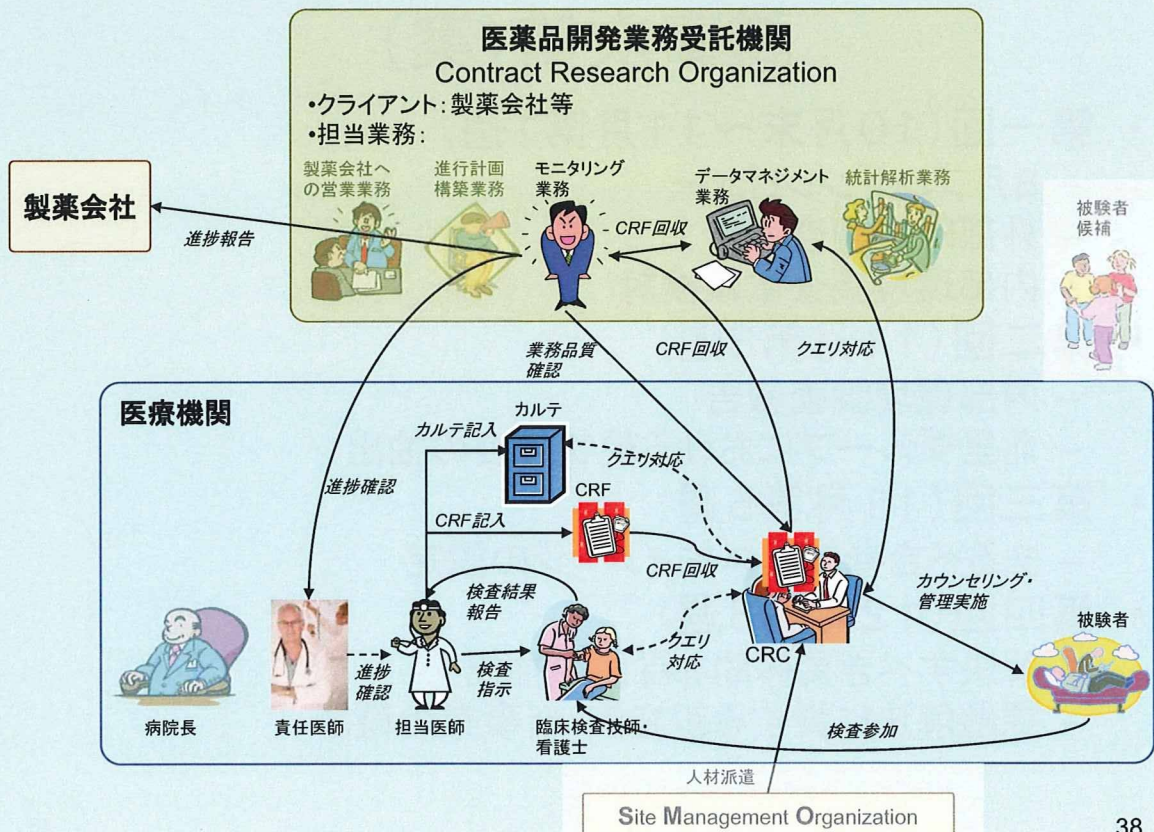 医薬品開発業務受託機関
Contract Research Organization
•クライアント:製薬会社等
•担当業務:
製薬会社へ
の営業業務
進行計画
構築業務
モニタリング
業務
データマネジメント
業務
統計解析業務
製薬会社
進捗報告
CRF回収
被験者
候補
業務品質
確認
CRF回収
クエリ対応
医療機関
カルテ
カルテ記入
クエリ対応
進捗確認
CRF
CRF記入
CRF回収
検査結果
報告
カウンセリング・
管理実施
被験者
進捗
確認
検査
指示
クエリ
対応
CRC
病院長
責任医師
担当医師
臨床検査技師・
看護士
検査参加
人材派遣
Site Management Organization
38